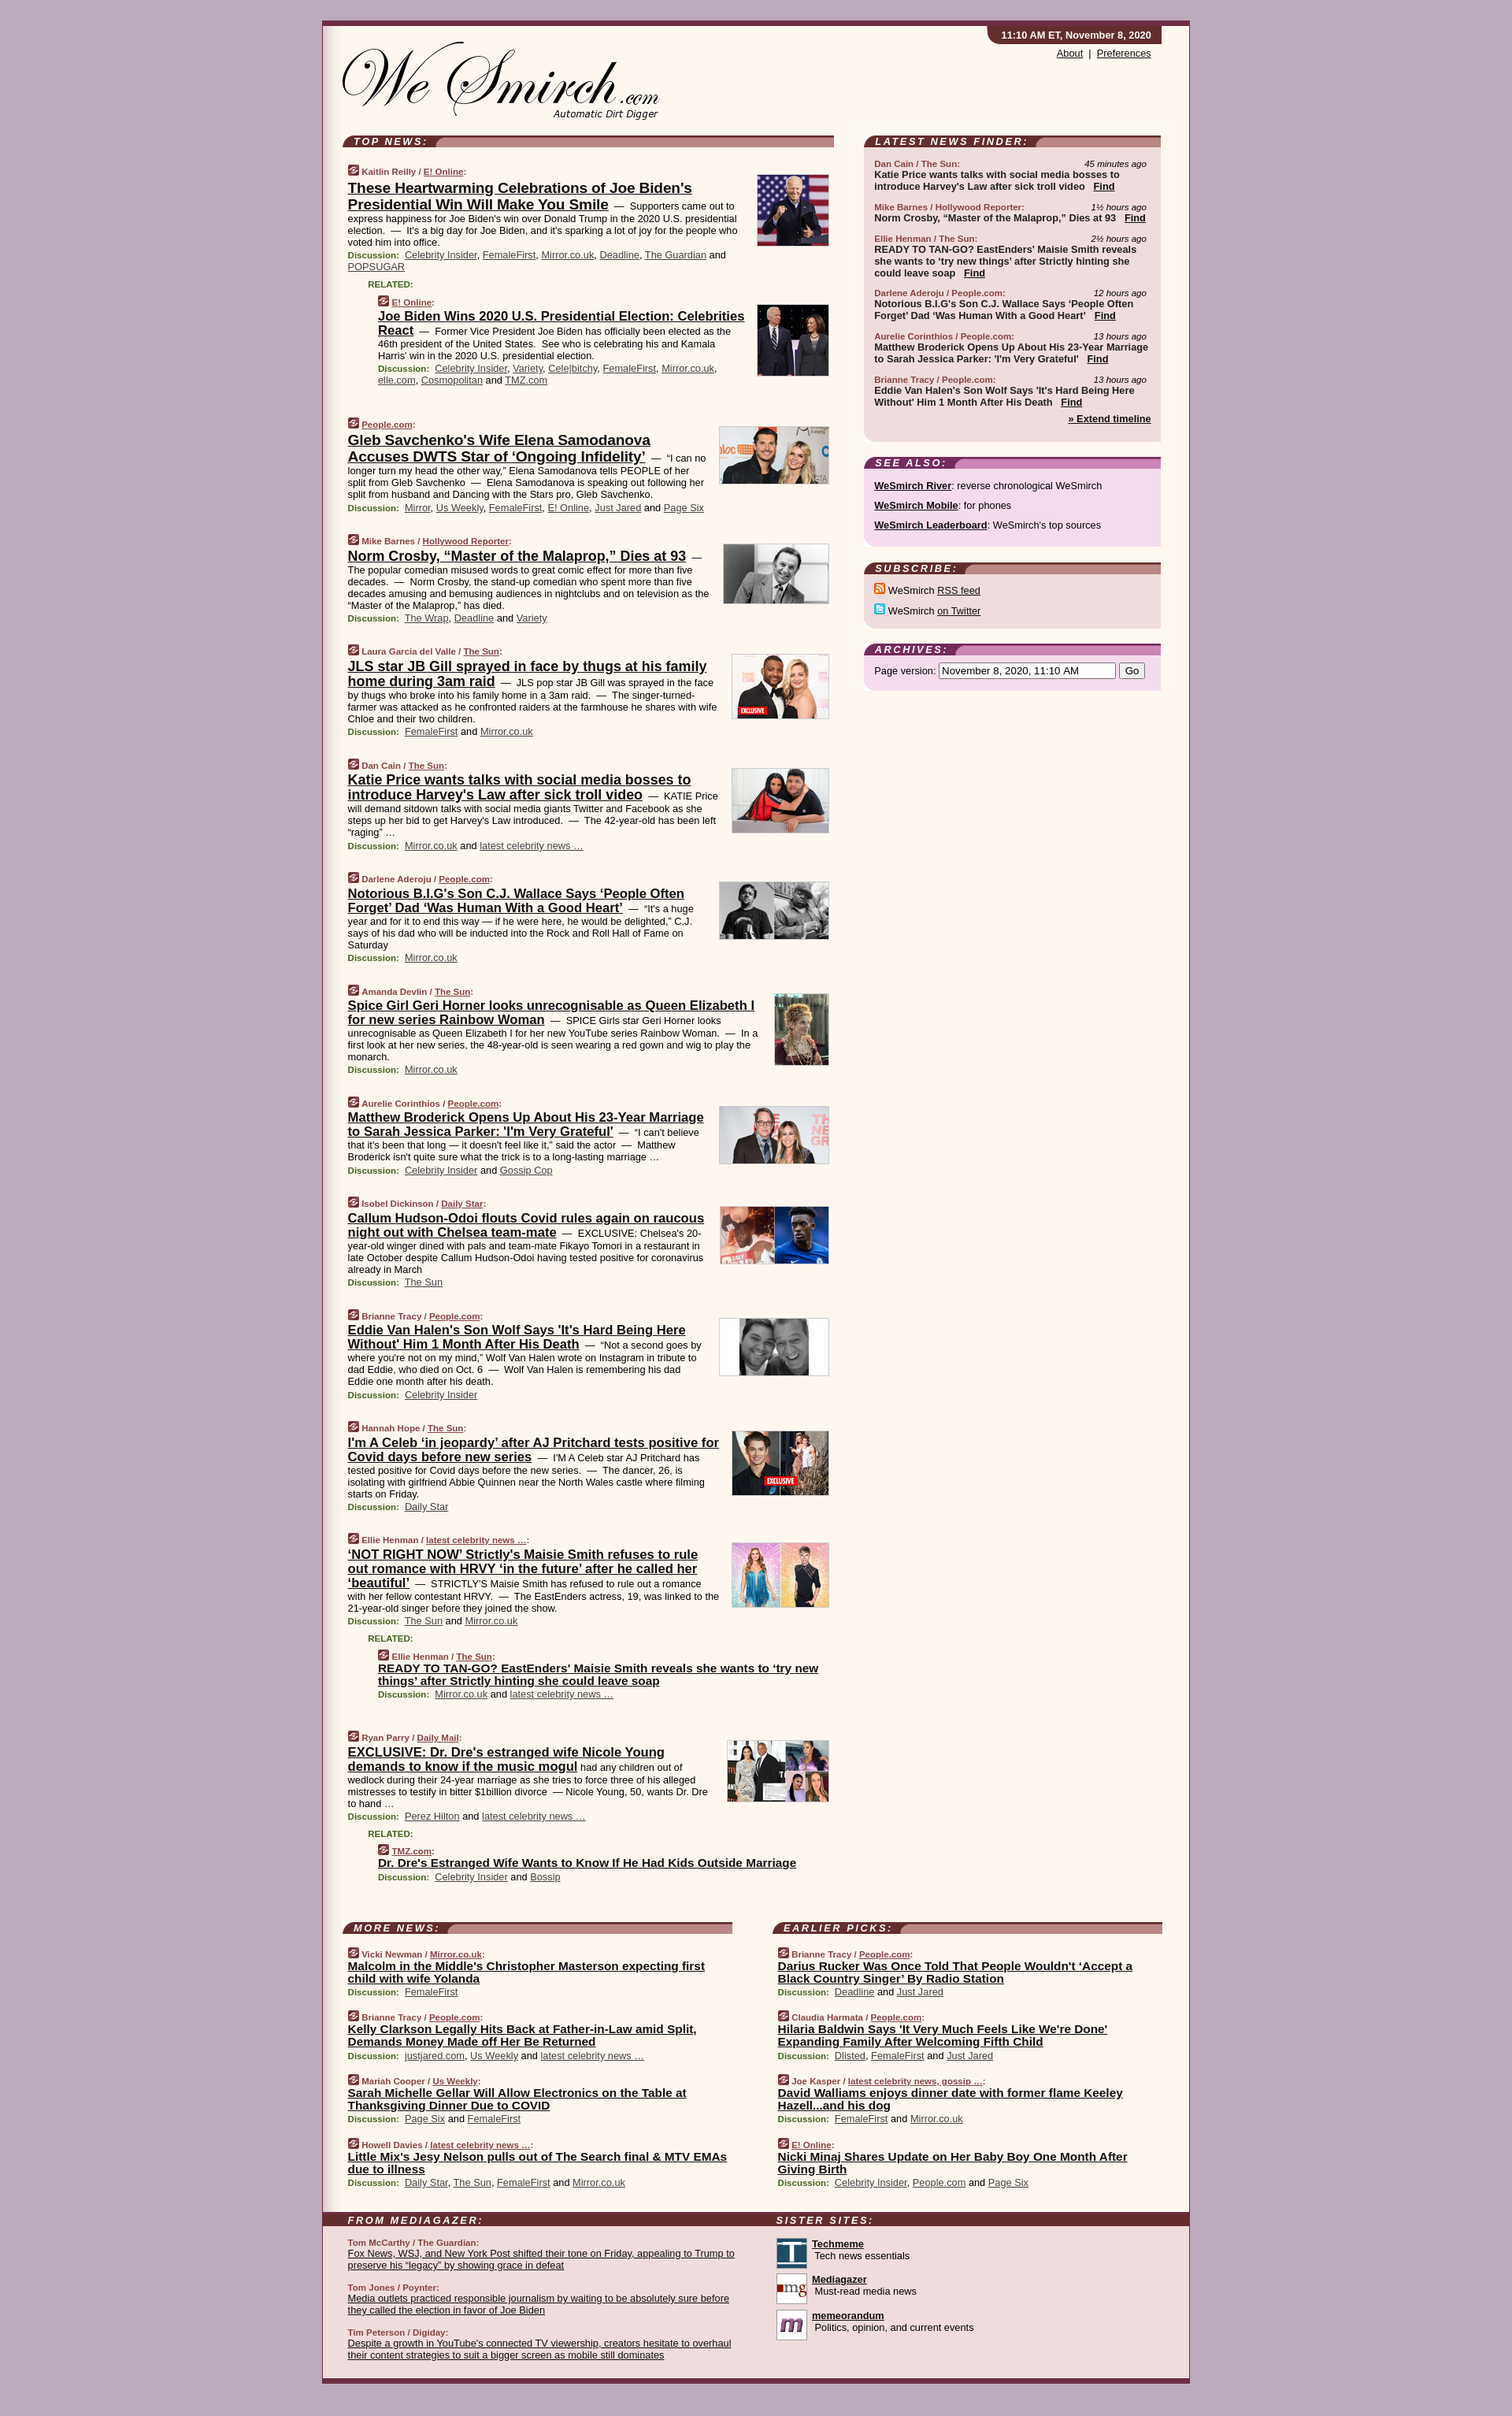 11:10 AM ET, November 8, 2020
About | Preferences
We Smirch.com
Automatic Dirt Digger
TOP NEWS:
Kaitlin Reilly / E! Online:
These Heartwarming Celebrations of Joe Biden's
Presidential Win Will Make You Smile — Supporters came out to
express happiness for Joe Biden's win over Donald Trump in the 2020 U.S. presidential
election. — It's a big day for Joe Biden, and it's sparking a lot of joy for the people who
voted him into office.
Discussion: Celebrity Insider, FemaleFirst, Mirror.co.uk, Deadline, The Guardian and
POPSUGAR
RELATED:
E! Online:
Joe Biden Wins 2020 U.S. Presidential Election: Celebrities
React — Former Vice President Joe Biden has officially been elected as the
46th president of the United States. See who is celebrating his and Kamala
Harris' win in the 2020 U.S. presidential election.
Discussion: Celebrity Insider, Variety, Cele|bitchy, FemaleFirst, Mirror.co.uk,
elle.com, Cosmopolitan and TMZ.com
People.com:
Gleb Savchenko's Wife Elena Samodanova
Accuses DWTS Star of ‘Ongoing Infidelity’ — “I can no
longer turn my head the other way,” Elena Samodanova tells PEOPLE of her
split from Gleb Savchenko — Elena Samodanova is speaking out following her
split from husband and Dancing with the Stars pro, Gleb Savchenko.
Discussion: Mirror, Us Weekly, FemaleFirst, E! Online, Just Jared and Page Six
Mike Barnes / Hollywood Reporter:
Norm Crosby, “Master of the Malaprop,” Dies at 93 —
The popular comedian misused words to great comic effect for more than five
decades. — Norm Crosby, the stand-up comedian who spent more than five
decades amusing and bemusing audiences in nightclubs and on television as the
“Master of the Malaprop,” has died.
Discussion: The Wrap, Deadline and Variety
Laura Garcia del Valle / The Sun:
JLS star JB Gill sprayed in face by thugs at his family
home during 3am raid — JLS pop star JB Gill was sprayed in the face
by thugs who broke into his family home in a 3am raid. — The singer-turned-
farmer was attacked as he confronted raiders at the farmhouse he shares with wife
Chloe and their two children.
Discussion: FemaleFirst and Mirror.co.uk
EXCLUSIVE
Dan Cain / The Sun:
Katie Price wants talks with social media bosses to
introduce Harvey's Law after sick troll video — KATIE Price
will demand sitdown talks with social media giants Twitter and Facebook as she
steps up her bid to get Harvey's Law introduced. — The 42-year-old has been left
“raging” …
Discussion: Mirror.co.uk and latest celebrity news …
Darlene Aderoju / People.com:
Notorious B.I.G's Son C.J. Wallace Says ‘People Often
Forget’ Dad ‘Was Human With a Good Heart’ — “It's a huge
year and for it to end this way — if he were here, he would be delighted,” C.J.
says of his dad who will be inducted into the Rock and Roll Hall of Fame on
Saturday
Discussion: Mirror.co.uk
Amanda Devlin / The Sun:
Spice Girl Geri Horner looks unrecognisable as Queen Elizabeth I
for new series Rainbow Woman — SPICE Girls star Geri Horner looks
unrecognisable as Queen Elizabeth I for her new YouTube series Rainbow Woman. — In a
first look at her new series, the 48-year-old is seen wearing a red gown and wig to play the
monarch.
Discussion: Mirror.co.uk
Aurelie Corinthios / People.com:
Matthew Broderick Opens Up About His 23-Year Marriage
to Sarah Jessica Parker: 'I'm Very Grateful' — “I can't believe
that it's been that long — it doesn't feel like it,” said the actor — Matthew
Broderick isn't quite sure what the trick is to a long-lasting marriage …
Discussion: Celebrity Insider and Gossip Cop
Isobel Dickinson / Daily Star:
Callum Hudson-Odoi flouts Covid rules again on raucous
night out with Chelsea team-mate — EXCLUSIVE: Chelsea's 20-
year-old winger dined with pals and team-mate Fikayo Tomori in a restaurant in
late October despite Callum Hudson-Odoi having tested positive for coronavirus
already in March
Discussion: The Sun
Brianne Tracy / People.com:
Eddie Van Halen's Son Wolf Says 'It's Hard Being Here
Without' Him 1 Month After His Death — “Not a second goes by
where you're not on my mind,” Wolf Van Halen wrote on Instagram in tribute to
dad Eddie, who died on Oct. 6 — Wolf Van Halen is remembering his dad
Eddie one month after his death.
Discussion: Celebrity Insider
Hannah Hope / The Sun:
I'm A Celeb ‘in jeopardy’ after AJ Pritchard tests positive for
Covid days before new series — I'M A Celeb star AJ Pritchard has
tested positive for Covid days before the new series. — The dancer, 26, is
isolating with girlfriend Abbie Quinnen near the North Wales castle where filming
starts on Friday.
Discussion: Daily Star
EXCLUSIVE
Ellie Henman / latest celebrity news …:
‘NOT RIGHT NOW’ Strictly's Maisie Smith refuses to rule
out romance with HRVY ‘in the future’ after he called her
‘beautiful’ — STRICTLY'S Maisie Smith has refused to rule out a romance
with her fellow contestant HRVY. — The EastEnders actress, 19, was linked to the
21-year-old singer before they joined the show.
Discussion: The Sun and Mirror.co.uk
RELATED:
Ellie Henman / The Sun:
READY TO TAN-GO? EastEnders' Maisie Smith reveals she wants to ‘try new
things’ after Strictly hinting she could leave soap
Discussion: Mirror.co.uk and latest celebrity news …
Ryan Parry / Daily Mail:
EXCLUSIVE: Dr. Dre's estranged wife Nicole Young
demands to know if the music mogul had any children out of
wedlock during their 24-year marriage as she tries to force three of his alleged
mistresses to testify in bitter $1billion divorce — Nicole Young, 50, wants Dr. Dre
to hand …
Discussion: Perez Hilton and latest celebrity news …
RELATED:
TMZ.com:
Dr. Dre's Estranged Wife Wants to Know If He Had Kids Outside Marriage
Discussion: Celebrity Insider and Bossip
LATEST NEWS FINDER:
Dan Cain / The Sun: 45 minutes ago
Katie Price wants talks with social media bosses to
introduce Harvey's Law after sick troll video Find
Mike Barnes / Hollywood Reporter: 1½ hours ago
Norm Crosby, “Master of the Malaprop,” Dies at 93 Find
Ellie Henman / The Sun: 2½ hours ago
READY TO TAN-GO? EastEnders' Maisie Smith reveals
she wants to ‘try new things’ after Strictly hinting she
could leave soap Find
Darlene Aderoju / People.com: 12 hours ago
Notorious B.I.G's Son C.J. Wallace Says ‘People Often
Forget’ Dad ‘Was Human With a Good Heart’ Find
Aurelie Corinthios / People.com: 13 hours ago
Matthew Broderick Opens Up About His 23-Year Marriage
to Sarah Jessica Parker: 'I'm Very Grateful' Find
Brianne Tracy / People.com: 13 hours ago
Eddie Van Halen's Son Wolf Says 'It's Hard Being Here
Without' Him 1 Month After His Death Find
» Extend timeline
SEE ALSO:
WeSmirch River: reverse chronological WeSmirch
WeSmirch Mobile: for phones
WeSmirch Leaderboard: WeSmirch's top sources
SUBSCRIBE:
WeSmirch RSS feed
WeSmirch on Twitter
ARCHIVES:
Page version: November 8, 2020, 11:10 AM Go
MORE NEWS:
Vicki Newman / Mirror.co.uk:
Malcolm in the Middle's Christopher Masterson expecting first
child with wife Yolanda
Discussion: FemaleFirst
Brianne Tracy / People.com:
Kelly Clarkson Legally Hits Back at Father-in-Law amid Split,
Demands Money Made off Her Be Returned
Discussion: justjared.com, Us Weekly and latest celebrity news …
Mariah Cooper / Us Weekly:
Sarah Michelle Gellar Will Allow Electronics on the Table at
Thanksgiving Dinner Due to COVID
Discussion: Page Six and FemaleFirst
Howell Davies / latest celebrity news …:
Little Mix's Jesy Nelson pulls out of The Search final & MTV EMAs
due to illness
Discussion: Daily Star, The Sun, FemaleFirst and Mirror.co.uk
EARLIER PICKS:
Brianne Tracy / People.com:
Darius Rucker Was Once Told That People Wouldn't ‘Accept a
Black Country Singer’ By Radio Station
Discussion: Deadline and Just Jared
Claudia Harmata / People.com:
Hilaria Baldwin Says 'It Very Much Feels Like We're Done'
Expanding Family After Welcoming Fifth Child
Discussion: Dlisted, FemaleFirst and Just Jared
Joe Kasper / latest celebrity news, gossip …:
David Walliams enjoys dinner date with former flame Keeley
Hazell...and his dog
Discussion: FemaleFirst and Mirror.co.uk
E! Online:
Nicki Minaj Shares Update on Her Baby Boy One Month After
Giving Birth
Discussion: Celebrity Insider, People.com and Page Six
FROM MEDIAGAZER:
Tom McCarthy / The Guardian:
Fox News, WSJ, and New York Post shifted their tone on Friday, appealing to Trump to
preserve his “legacy” by showing grace in defeat
Tom Jones / Poynter:
Media outlets practiced responsible journalism by waiting to be absolutely sure before
they called the election in favor of Joe Biden
Tim Peterson / Digiday:
Despite a growth in YouTube's connected TV viewership, creators hesitate to overhaul
their content strategies to suit a bigger screen as mobile still dominates
SISTER SITES:
T
Techmeme
Tech news essentials
mg
Mediagazer
Must-read media news
m
memeorandum
Politics, opinion, and current events